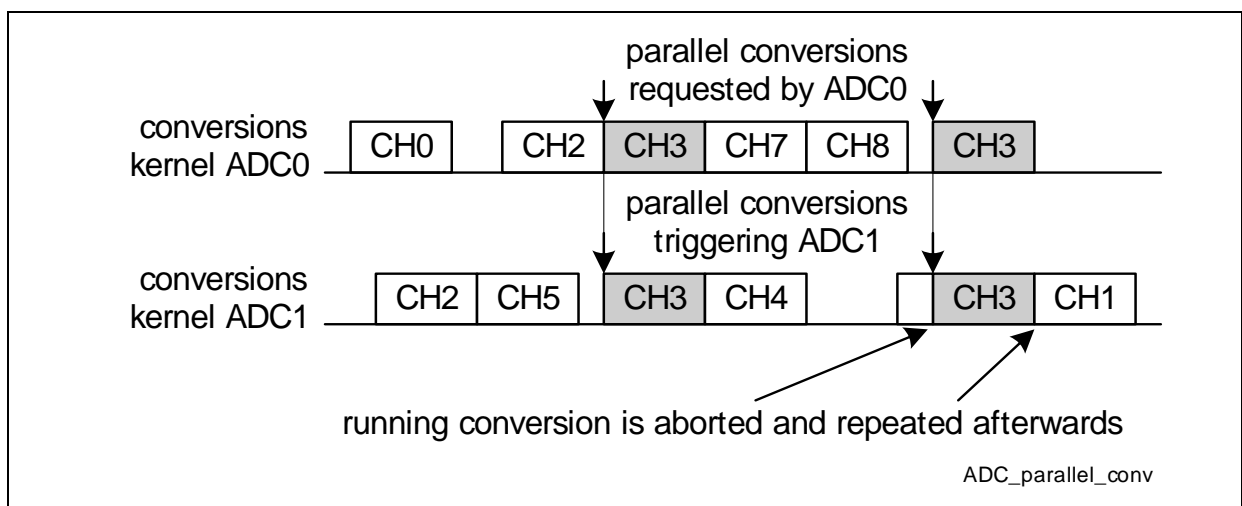 parallel conversions
requested by ADC0
conversions
kernel ADC0
CH0 CH2 CH3 CH7 CH8 CH3
parallel conversions
triggering ADC1
conversions
kernel ADC1
CH2 CH5 CH3 CH4 CH3 CH1
running conversion is aborted and repeated afterwards
ADC_parallel_conv